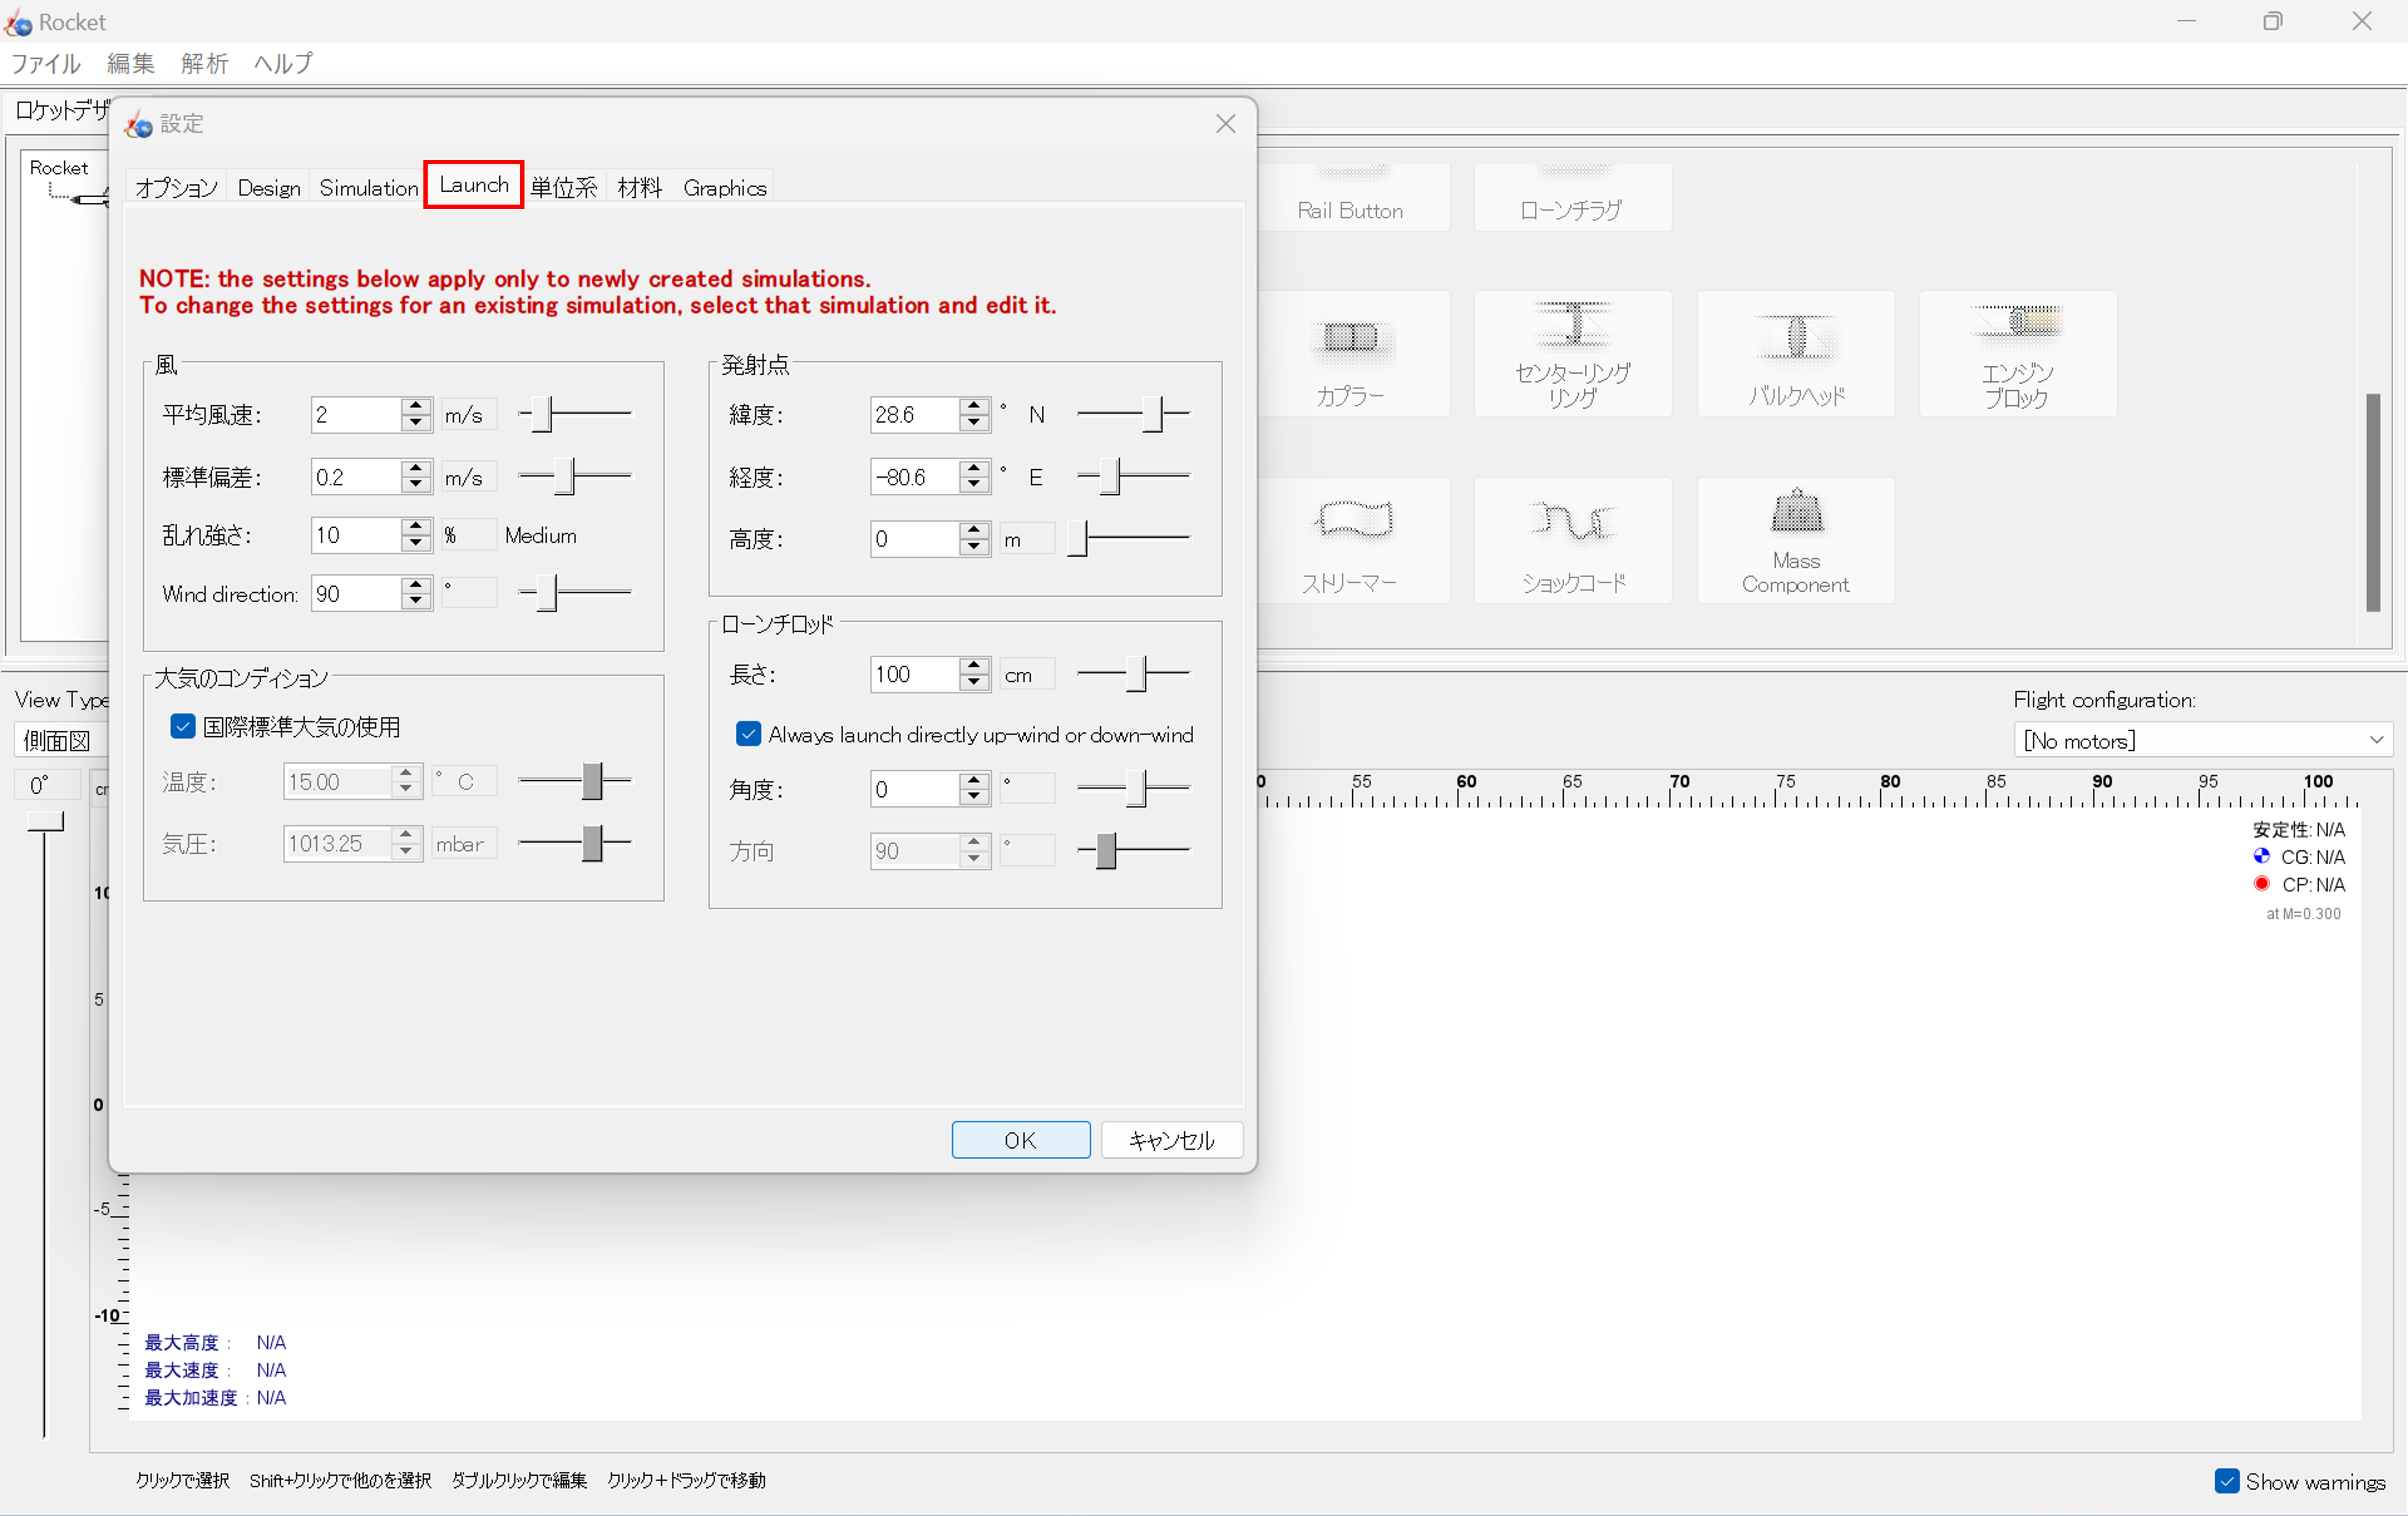 Rocket
ファイル 編集 解析 ヘルプ
ロケットデザ
Rocket
設定
オプション Design Simulation Launch 単位系 材料 Graphics
NOTE: the settings below apply only to newly created simulations.
To change the settings for an existing simulation, select that simulation and edit it.
風
平均風速: 2 m/s
標準偏差: 0.2 m/s
乱れ強さ: 10 % Medium
Wind direction: 90 °
大気のコンディション
国際標準大気の使用
温度: 15.00 ° C
気圧: 1013.25 mbar
発射点
緯度: 28.6 ° N
経度: -80.6 ° E
高度: 0 m
ローンチロッド
長さ: 100 cm
Always launch directly up-wind or down-wind
角度: 0 °
方向 90 °
OK キャンセル
Rail Button ローンチラグ
カプラー センターリング
リング バルクヘッド エンジン
ブロック
ストリーマー ショックコード Mass
Component
View Type
側面図
Flight configuration:
[No motors]
0°
55 60 65 70 75 80 85 90 95 100
安定性: N/A
CG: N/A
CP: N/A
at M=0.300
10
5
0
-5
-10
最大高度 : N/A
最大速度 : N/A
最大加速度 : N/A
クリックで選択 Shift+クリックで他のを選択 ダブルクリックで編集 クリック＋ドラッグで移動
Show warnings